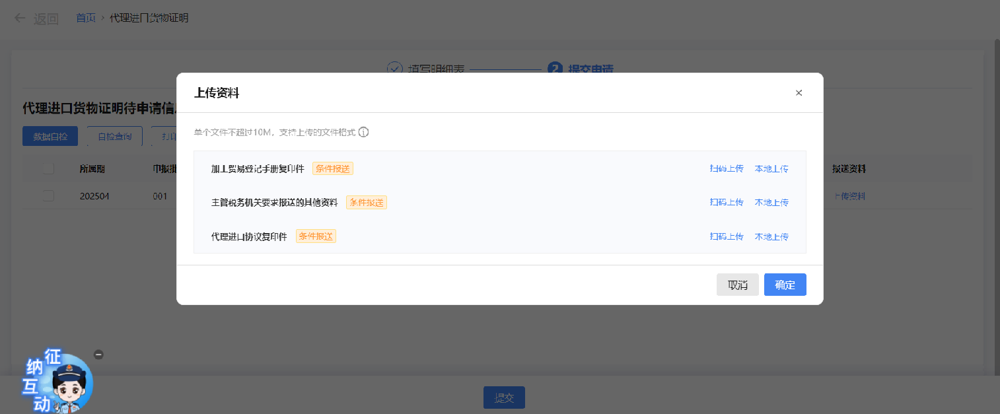 返回 首页 > 代理进口货物证明
填写明细表 2 提交申请
上传资料
代理进口货物证明待申请信
单个文件不超过10M，支持上传的文件格式
数据自检 自检查询 打印
加工贸易登记手册复印件 条件报送 扫码上传 本地上传
所属期 申报批 报送资料
202504 001 上传资料
主管税务机关要求报送的其他资料 条件报送 扫码上传 本地上传
代理进口协议复印件 条件报送 扫码上传 本地上传
取消 确定
征纳互动
提交